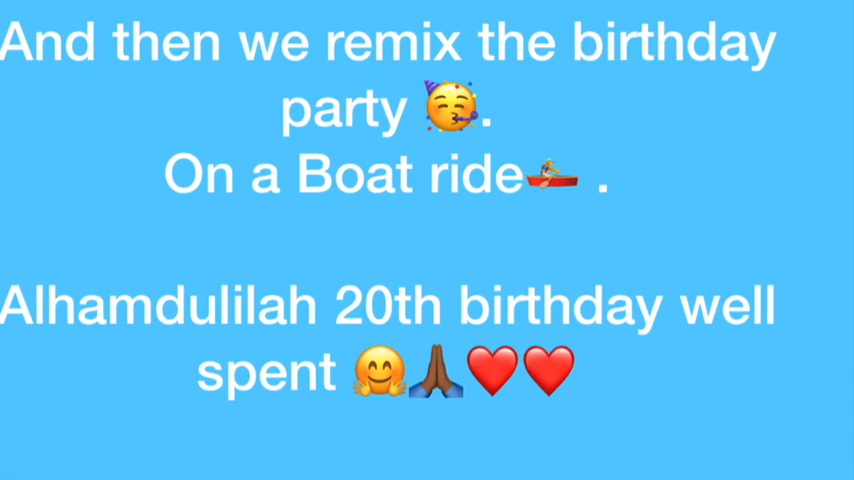 And then we remix the birthday
party 🥳.
On a Boat ride🚣 .
Alhamdulilah 20th birthday well
spent 🤗🙏🏾❤️❤️